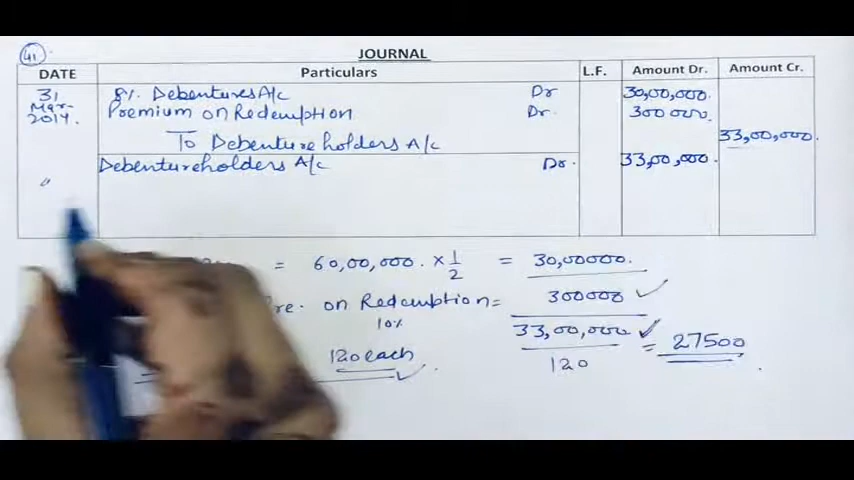 41
JOURNAL
DATE Particulars L.F. Amount Dr. Amount Cr.
31 8% Debentures A/c Dr 30,00,000.
Mar- Premium on Redemption Dr. 300000.
2014.
To Debenture holders A/c 33,00,000.
Debentureholders A/c Dr. 33,00,000.
"
= 60,00,000. × 1/2 = 30,00000.
Pre. on Redemption = 300000
10%
33,00,000 = 27500
120 each
120